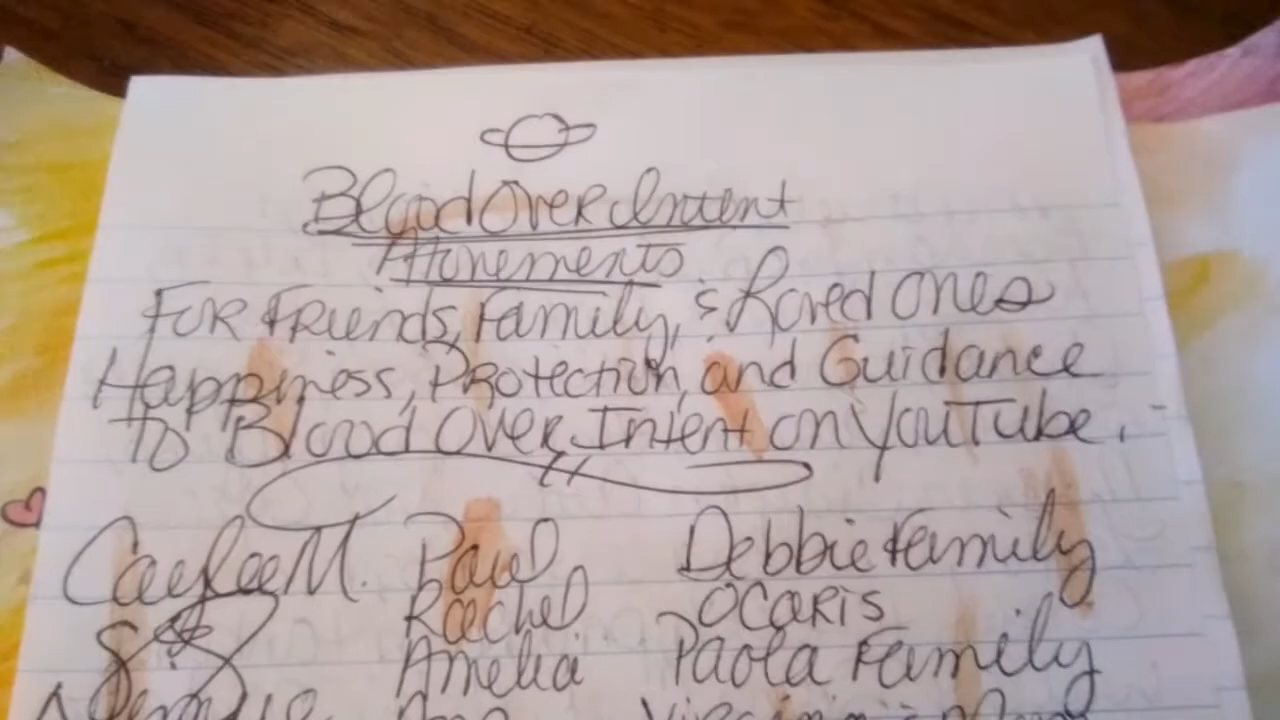 Blood Over Intent
Atonements
For Friends, Family, & Loved Ones
Happiness, Protection, and Guidance
to Blood Over Intent on YouTube.
Caylee M. Paul Debbie Family
Rachel Ocaris
Amelia Paola Family